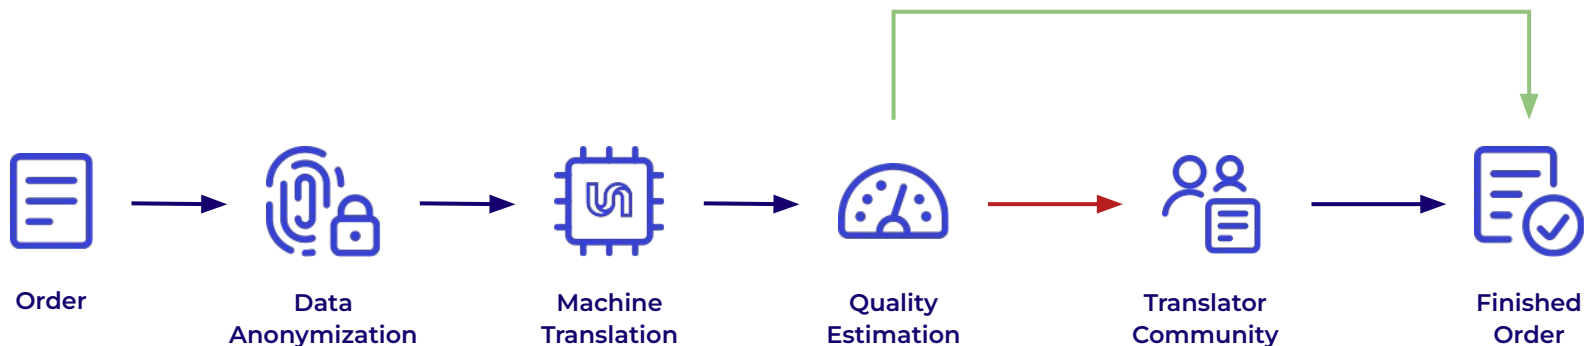 Order
Data
Anonymization
Machine
Translation
Quality
Estimation
Translator
Community
Finished
Order